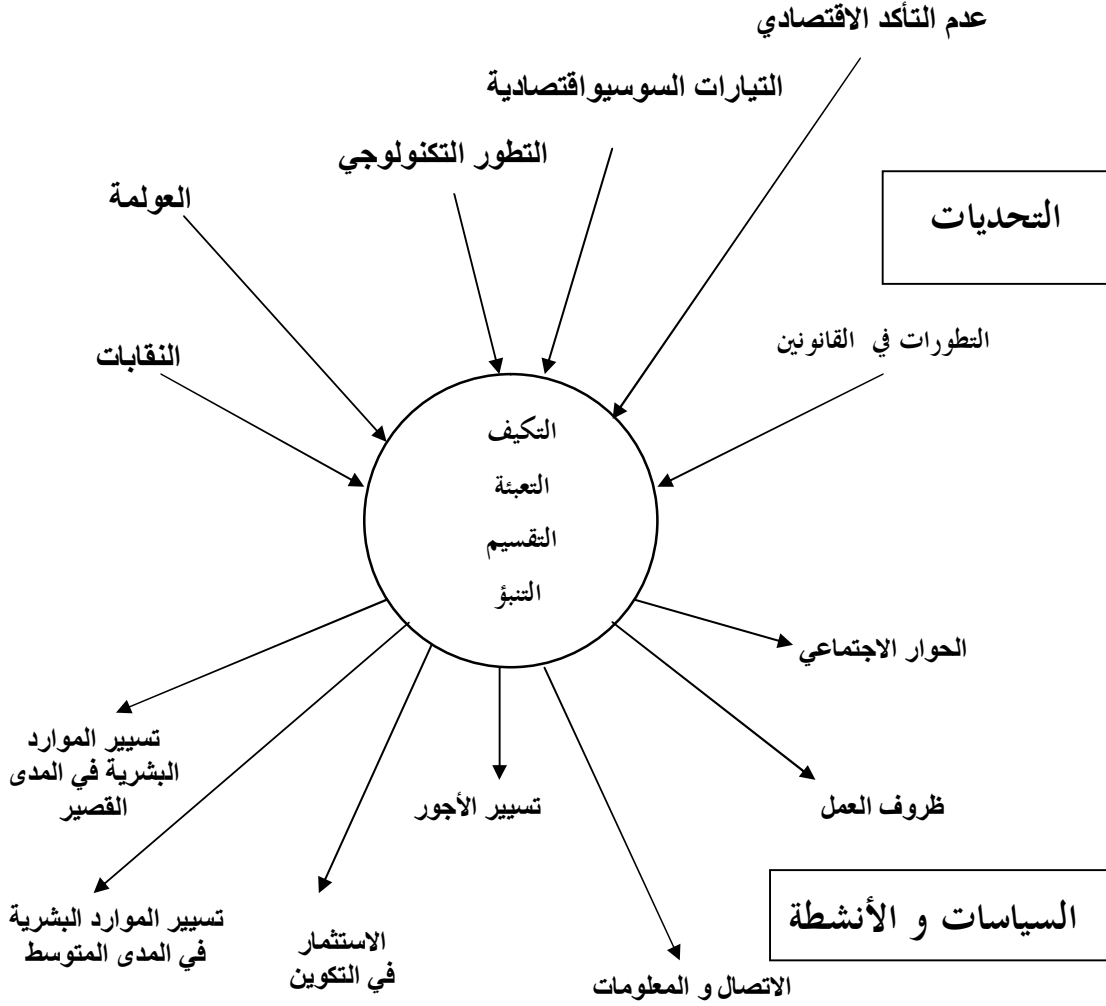 عدم التأكد الاقتصادي
التيارات السوسيواقتصادية
التطور التكنولوجي
العولمة
التحديات
النقابات
التطورات في القانونين
التكيف
التعبئة
التقسيم
التنبؤ
الحوار الاجتماعي
تسيير الموارد
البشرية في المدى
القصير
تسيير الأجور
ظروف العمل
السياسات و الأنشطة
تسيير الموارد البشرية
في المدى المتوسط
الاستثمار
في التكوين
الاتصال و المعلومات